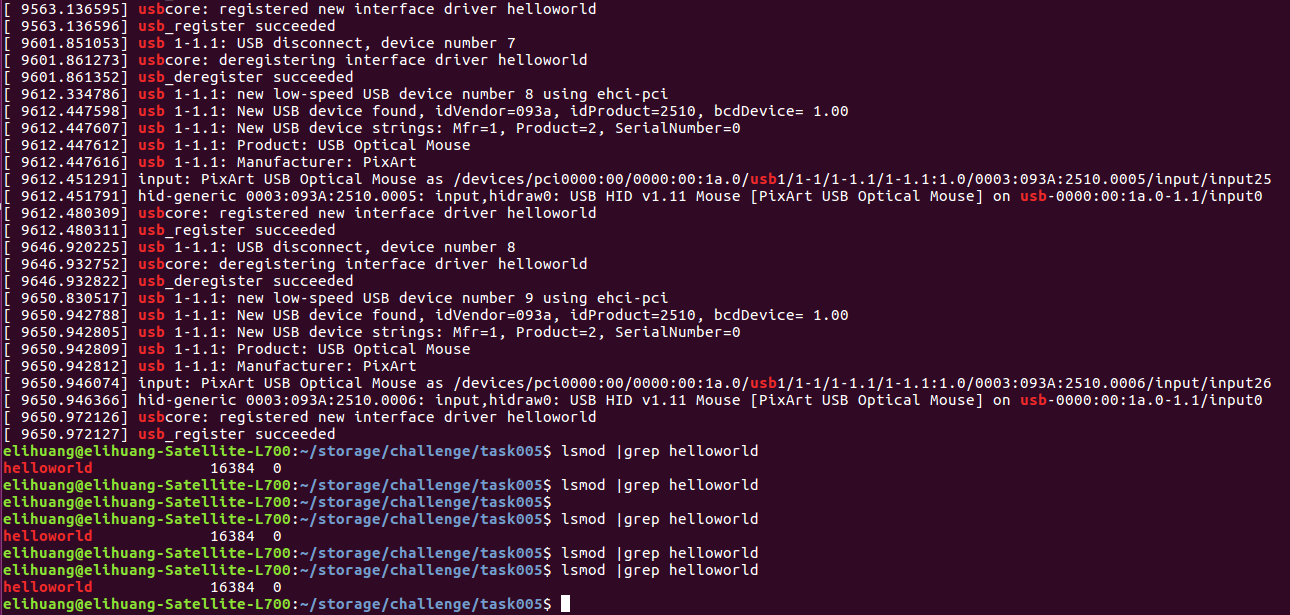 [ 9563.136595] usbcore: registered new interface driver helloworld
[ 9563.136596] usb_register succeeded
[ 9601.851053] usb 1-1.1: USB disconnect, device number 7
[ 9601.861273] usbcore: deregistering interface driver helloworld
[ 9601.861352] usb_deregister succeeded
[ 9612.334786] usb 1-1.1: new low-speed USB device number 8 using ehci-pci
[ 9612.447598] usb 1-1.1: New USB device found, idVendor=093a, idProduct=2510, bcdDevice= 1.00
[ 9612.447607] usb 1-1.1: New USB device strings: Mfr=1, Product=2, SerialNumber=0
[ 9612.447612] usb 1-1.1: Product: USB Optical Mouse
[ 9612.447616] usb 1-1.1: Manufacturer: PixArt
[ 9612.451291] input: PixArt USB Optical Mouse as /devices/pci0000:00/0000:00:1a.0/usb1/1-1/1-1.1/1-1.1:1.0/0003:093A:2510.0005/input/input25
[ 9612.451791] hid-generic 0003:093A:2510.0005: input,hidraw0: USB HID v1.11 Mouse [PixArt USB Optical Mouse] on usb-0000:00:1a.0-1.1/input0
[ 9612.480309] usbcore: registered new interface driver helloworld
[ 9612.480311] usb_register succeeded
[ 9646.920225] usb 1-1.1: USB disconnect, device number 8
[ 9646.932752] usbcore: deregistering interface driver helloworld
[ 9646.932822] usb_deregister succeeded
[ 9650.830517] usb 1-1.1: new low-speed USB device number 9 using ehci-pci
[ 9650.942788] usb 1-1.1: New USB device found, idVendor=093a, idProduct=2510, bcdDevice= 1.00
[ 9650.942805] usb 1-1.1: New USB device strings: Mfr=1, Product=2, SerialNumber=0
[ 9650.942809] usb 1-1.1: Product: USB Optical Mouse
[ 9650.942812] usb 1-1.1: Manufacturer: PixArt
[ 9650.946074] input: PixArt USB Optical Mouse as /devices/pci0000:00/0000:00:1a.0/usb1/1-1/1-1.1/1-1.1:1.0/0003:093A:2510.0006/input/input26
[ 9650.946366] hid-generic 0003:093A:2510.0006: input,hidraw0: USB HID v1.11 Mouse [PixArt USB Optical Mouse] on usb-0000:00:1a.0-1.1/input0
[ 9650.972126] usbcore: registered new interface driver helloworld
[ 9650.972127] usb_register succeeded
elihuang@elihuang-Satellite-L700:~/storage/challenge/task005$ lsmod |grep helloworld
helloworld             16384  0
elihuang@elihuang-Satellite-L700:~/storage/challenge/task005$ lsmod |grep helloworld
elihuang@elihuang-Satellite-L700:~/storage/challenge/task005$
elihuang@elihuang-Satellite-L700:~/storage/challenge/task005$ lsmod |grep helloworld
helloworld             16384  0
elihuang@elihuang-Satellite-L700:~/storage/challenge/task005$ lsmod |grep helloworld
elihuang@elihuang-Satellite-L700:~/storage/challenge/task005$ lsmod |grep helloworld
helloworld             16384  0
elihuang@elihuang-Satellite-L700:~/storage/challenge/task005$